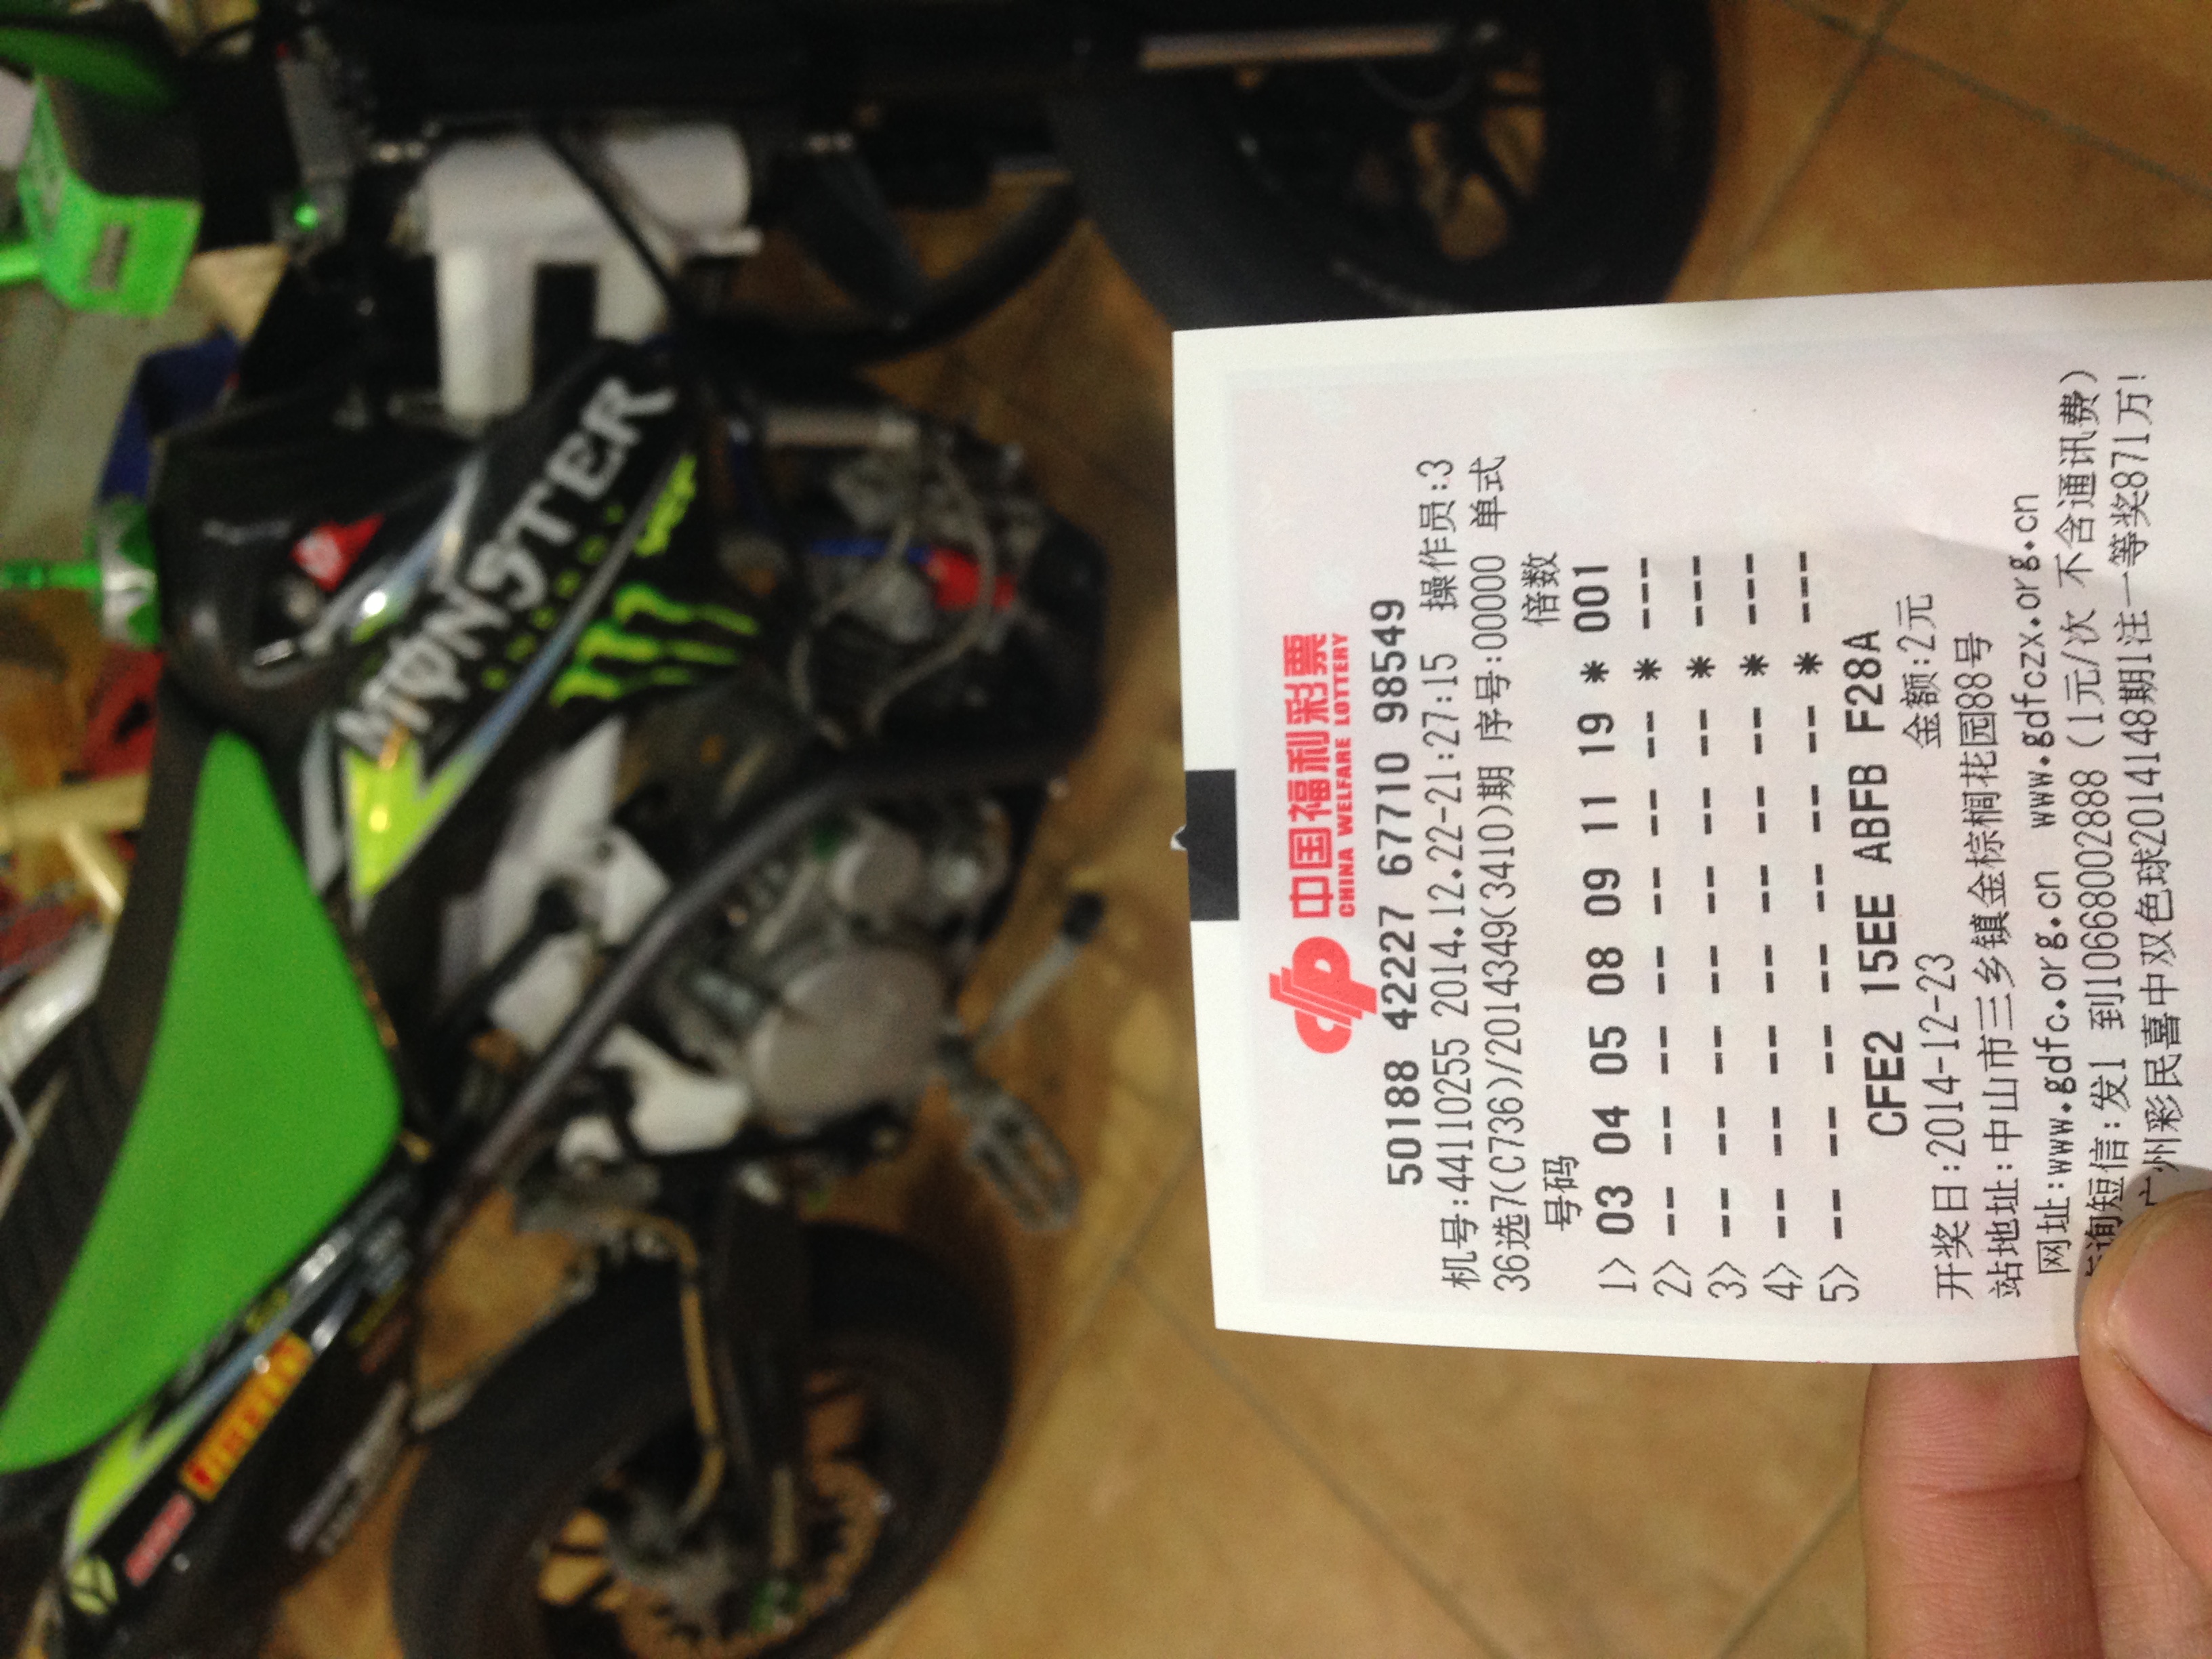 中国福利彩票
CHINA WELFARE LOTTERY
50188 42227 67710 98549
机号:44110255 2014.12.22-21:27:15 操作员:3
36选7(C736)/2014349(3410)期 序号:00000 单式
号码 倍数
1> 03 04 05 08 09 11 19 * 001
2> -- -- -- -- -- -- -- * ---
3> -- -- -- -- -- -- -- * ---
4> -- -- -- -- -- -- -- * ---
5> -- -- -- -- -- -- -- * ---
CFE2 15EE ABFB F28A
开奖日:2014-12-23 金额:2元
站地址:中山市三乡镇金棕榈花园88号
网址:www.gdfc.org.cn www.gdfczx.org.cn
询短信:发1 到10668002888 (1元/次 不含通讯费)
广州彩民喜中双色球2014148期1注一等奖871万!
MONSTER
PIRELLI